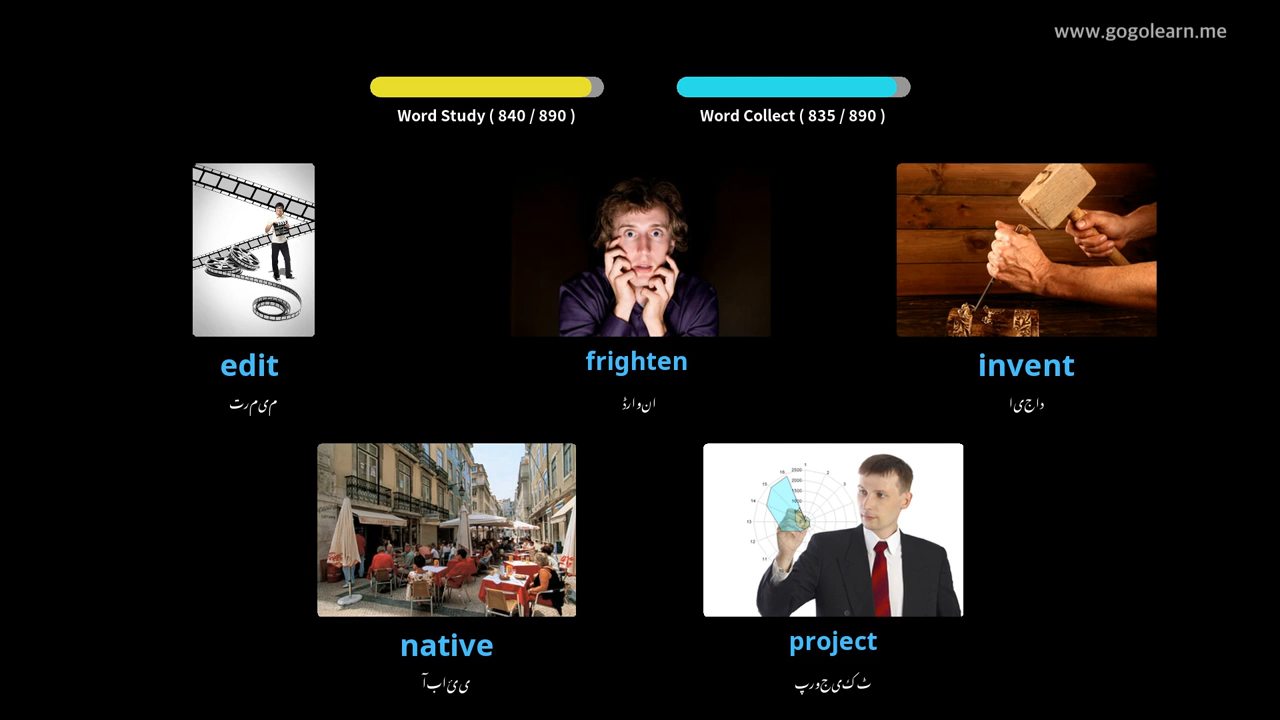 www.gogolearn.me
Word Study ( 840 / 890 )
Word Collect ( 835 / 890 )
edit
frighten
invent
ترمیم
ڈراونا
ایجاد
native
project
آبائی
پروجیکٹ